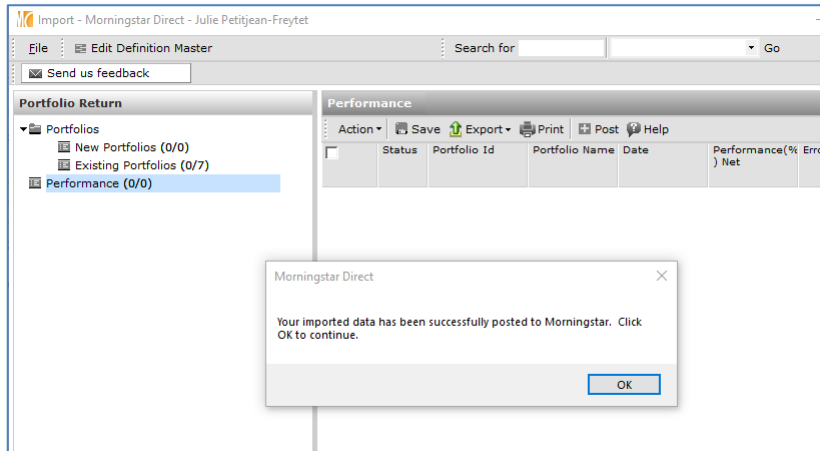 Import - Morningstar Direct - Julie Petitjean-Freytet
File Edit Definition Master Search for Go
Send us feedback
Portfolio Return
Performance
Portfolios
New Portfolios (0/0)
Existing Portfolios (0/7)
Performance (0/0)
Action Save Export Print Post Help
Status Portfolio Id Portfolio Name Date Performance(% Erro
) Net
Morningstar Direct
Your imported data has been successfully posted to Morningstar. Click
OK to continue.
OK